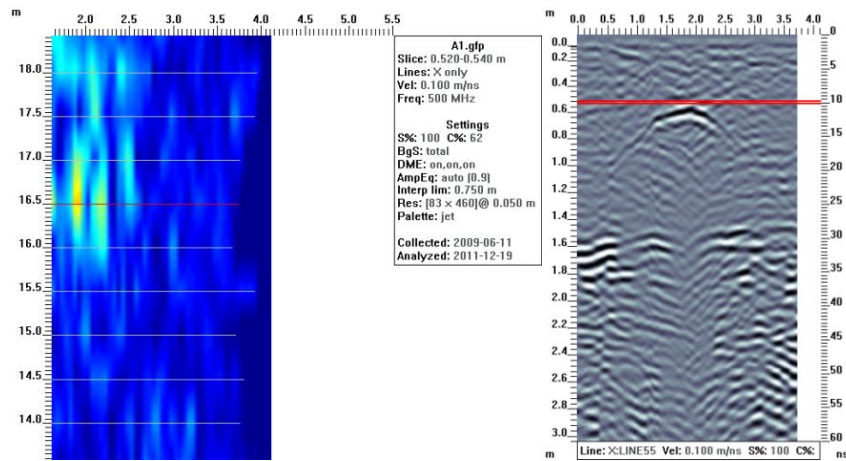 m
2.0 2.5 3.0 3.5 4.0 4.5 5.0 5.5
18.0
17.5
17.0
16.5
16.0
15.5
15.0
14.5
14.0
A1.gfp
Slice: 0.520-0.540 m
Lines: X only
Vel: 0.100 m/ns
Freq: 500 MHz
Settings
S%: 100 C%: 62
BgS: total
DME: on,on,on
AmpEq: auto (0.9)
Interp lim: 0.750 m
Res: [83 x 460]@ 0.050 m
Palette: jet
Collected: 2009-06-11
Analyzed: 2011-12-19
m
0.0 0.5 1.0 1.5 2.0 2.5 3.0 3.5 4.0
0.0
0.2
0.4
0.6
0.8
1.0
1.2
1.4
1.6
1.8
2.0
2.2
2.4
2.6
2.8
3.0
m
0
5
10
15
20
25
30
35
40
45
50
55
60
ns
Line: X:LINE55 Vel: 0.100 m/ns S%: 100 C%: